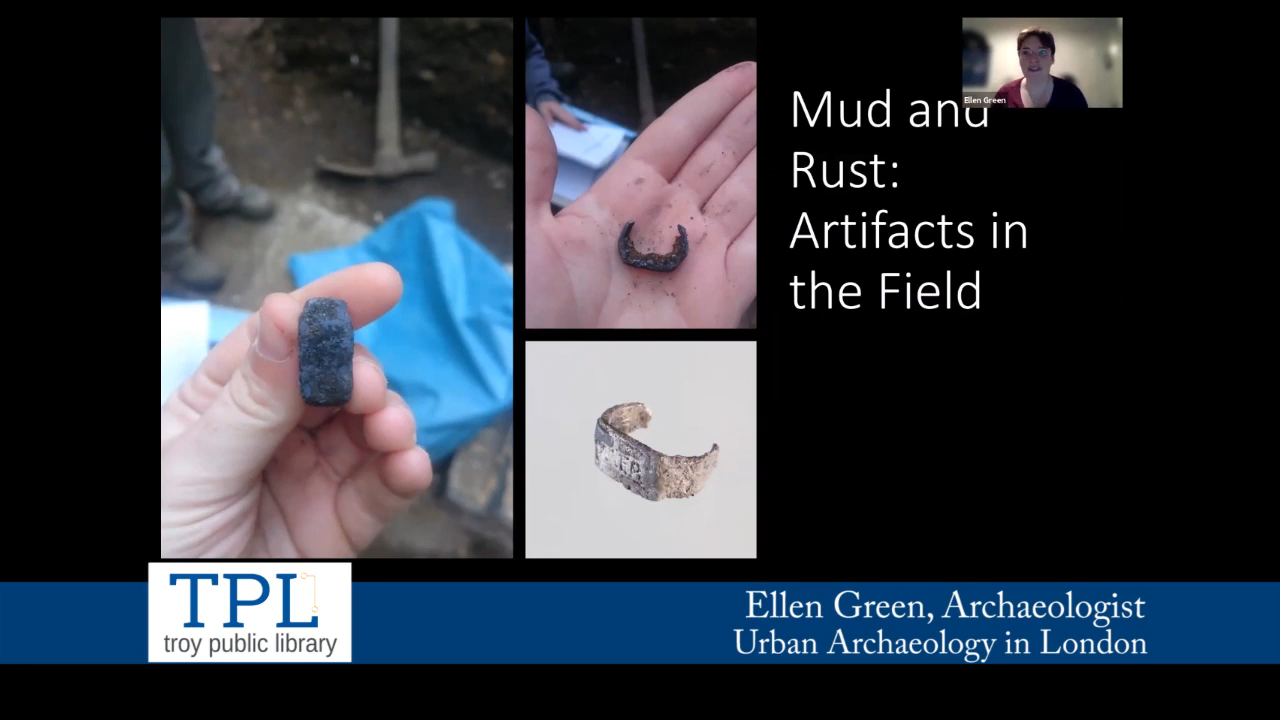 Ellen Green
Mud and
Rust:
Artifacts in
the Field
TPL
troy public library
Ellen Green, Archaeologist
Urban Archaeology in London